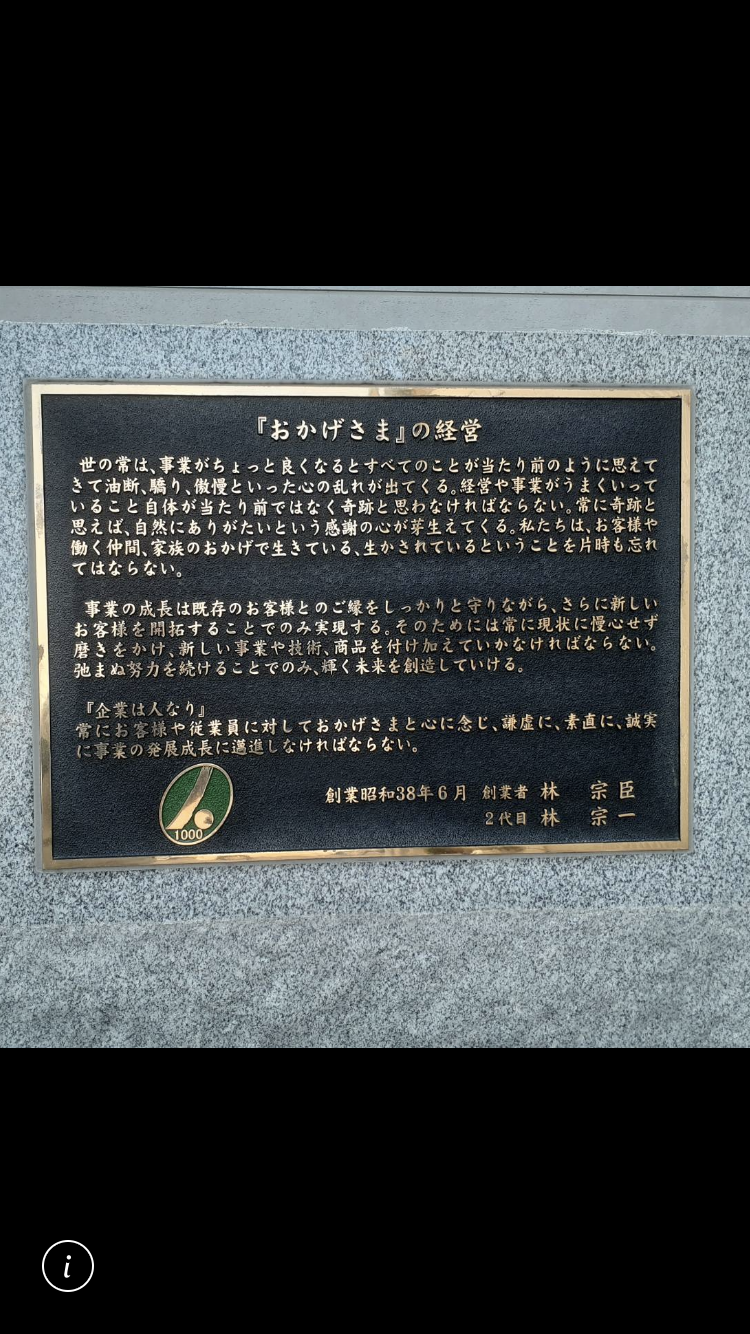 『おかげさま』の経営
世の常は、事業がちょっと良くなるとすべてのことが当たり前のように思えて
きて油断、驕り、傲慢といった心の乱れが出てくる。経営や事業がうまくいって
いること自体が当たり前ではなく奇跡と思わなければならない。常に奇跡と
思えば、自然にありがたいという感謝の心が芽生えてくる。私たちは、お客様や
働く仲間、家族のおかげで生きている、生かされているということを片時も忘れ
てはならない。
事業の成長は既存のお客様とのご縁をしっかりと守りながら、さらに新しい
お客様を開拓することでのみ実現する。そのためには常に現状に慢心せず
磨きをかけ、新しい事業や技術、商品を付け加えていかなければならない。
弛まぬ努力を続けることでのみ、輝く未来を創造していける。
『企業は人なり』
常にお客様や従業員に対しておかげさまと心に念じ、謙虚に、素直に、誠実
に事業の発展成長に邁進しなければならない。
創業昭和38年6月 創業者 林 宗臣
2代目 林 宗一
1000
i